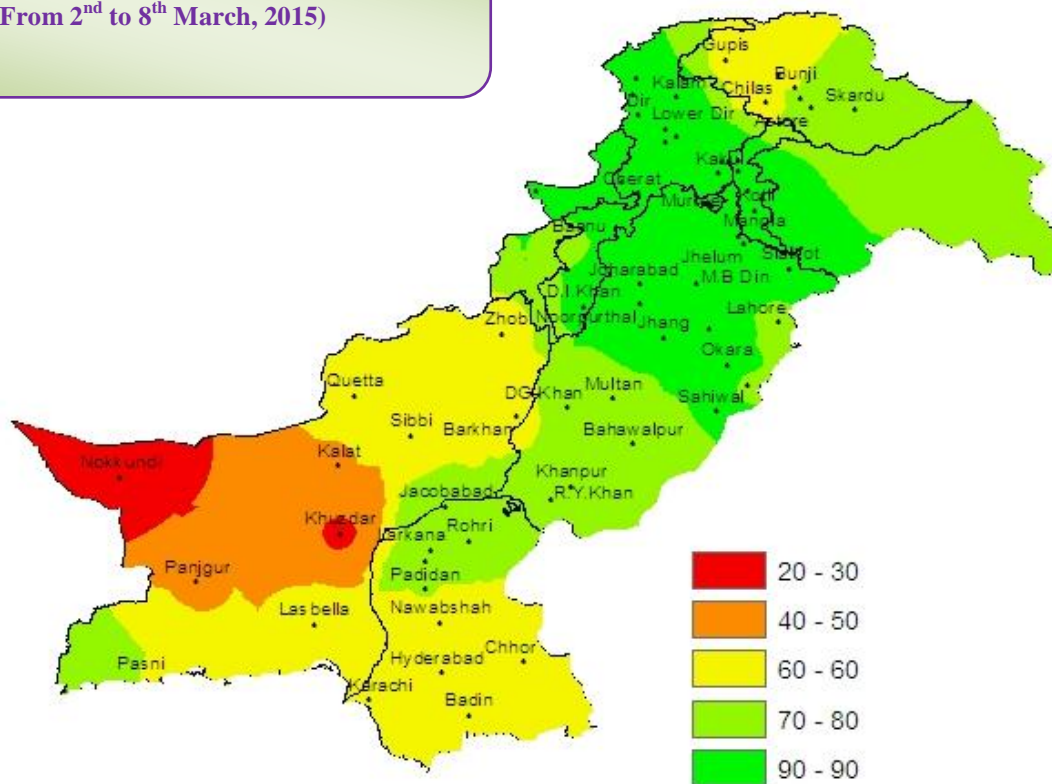 From 2nd to 8th March, 2015)
Gupis
Bunji
Kalam
Chilas
Skardu
Dir
Lower Dir
Astore
Kakul
Cherat
Kotli
Murree
Mangla
Bannu
Jhelum
Sialkot
Joharabad
M.B Din
D.I.Khan
Lahore
Zhob
Noorpurthal
Jhang
Okara
Quetta
DG Khan
Multan
Sahiwal
Sibbi
Barkhan
Bahawalpur
Kalat
Nokkundi
Khanpur
Jacobabad
R.Y.Khan
Khuzdar
Rohri
Larkana
Panjgur
Padidan
Las bella
Nawabshah
Chhor
Pasni
Hyderabad
Karachi
Badin
20 - 30
40 - 50
60 - 60
70 - 80
90 - 90